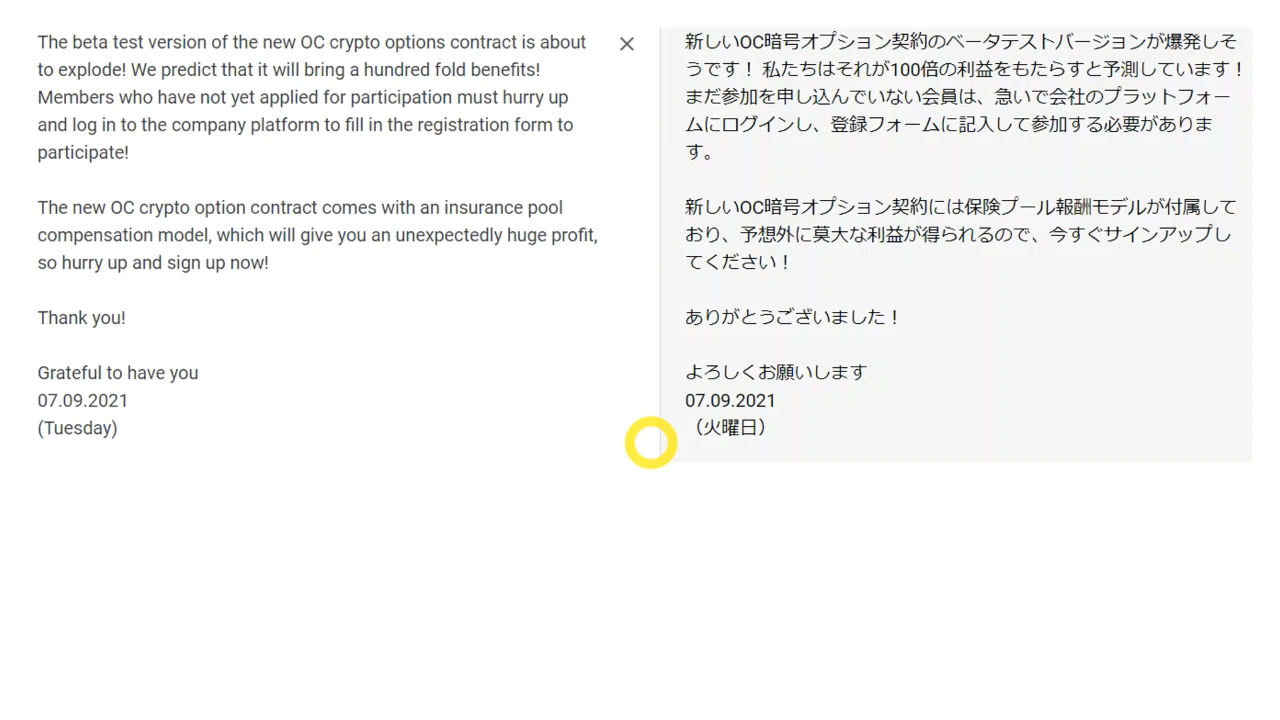 The beta test version of the new OC crypto options contract is about
to explode! We predict that it will bring a hundred fold benefits!
Members who have not yet applied for participation must hurry up
and log in to the company platform to fill in the registration form to
participate!
The new OC crypto option contract comes with an insurance pool
compensation model, which will give you an unexpectedly huge profit,
so hurry up and sign up now!
Thank you!
Grateful to have you
07.09.2021
(Tuesday)
新しいOC暗号オプション契約のベータテストバージョンが爆発しそ
うです！ 私たちはそれが100倍の利益をもたらすと予測しています！
まだ参加を申し込んでいない会員は、急いで会社のプラットフォー
ムにログインし、登録フォームに記入して参加する必要がありま
す。
新しいOC暗号オプション契約には保険プール報酬モデルが付属して
おり、予想外に莫大な利益が得られるので、今すぐサインアップし
てください！
ありがとうございました！
よろしくお願いします
07.09.2021
（火曜日）